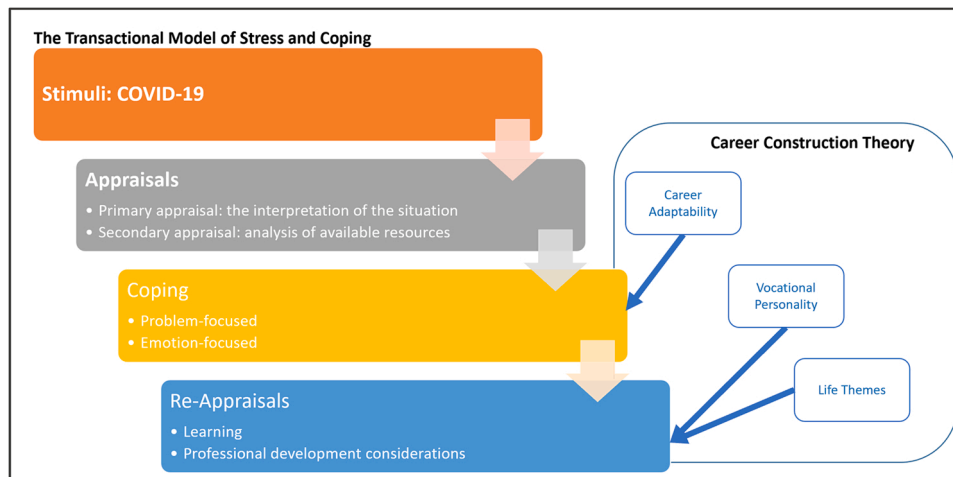 The Transactional Model of Stress and Coping
Stimuli: COVID-19
Appraisals
• Primary appraisal: the interpretation of the situation
• Secondary appraisal: analysis of available resources
Coping
• Problem-focused
• Emotion-focused
Re-Appraisals
• Learning
• Professional development considerations
Career Construction Theory
Career
Adaptability
Vocational
Personality
Life Themes